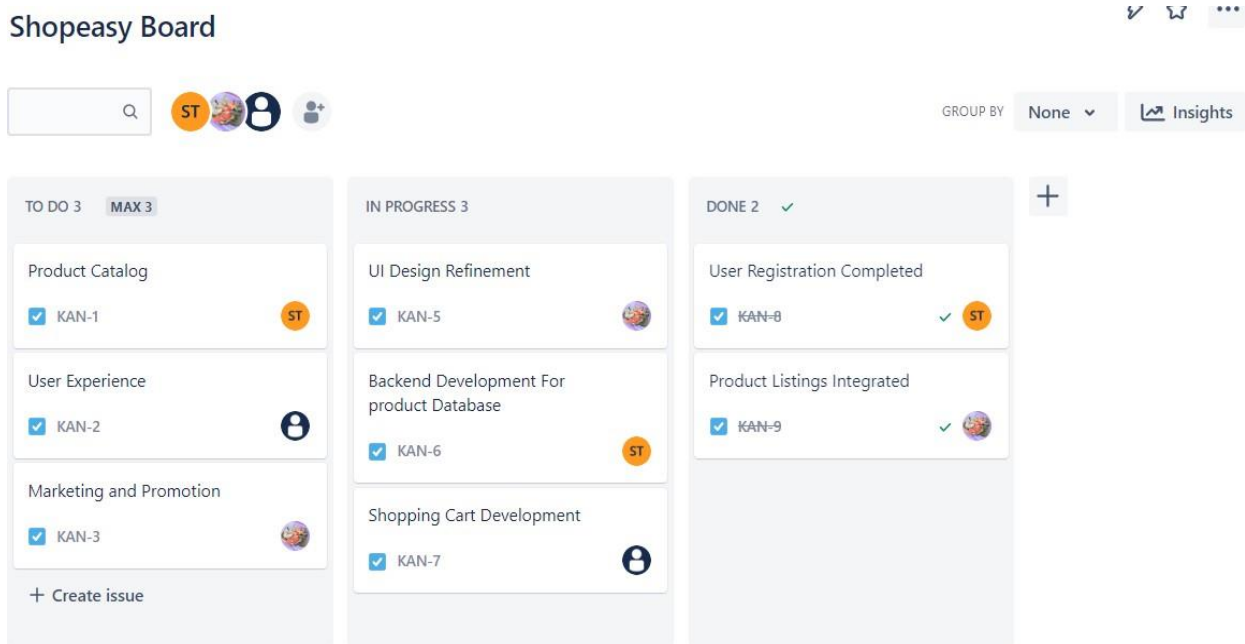 Shopeasy Board
ST
GROUP BY None Insights
TO DO 3 MAX 3
Product Catalog
KAN-1 ST
User Experience
KAN-2
Marketing and Promotion
KAN-3
+ Create issue
IN PROGRESS 3
UI Design Refinement
KAN-5
Backend Development For
product Database
KAN-6 ST
Shopping Cart Development
KAN-7
DONE 2
User Registration Completed
KAN-8 ST
Product Listings Integrated
KAN-9